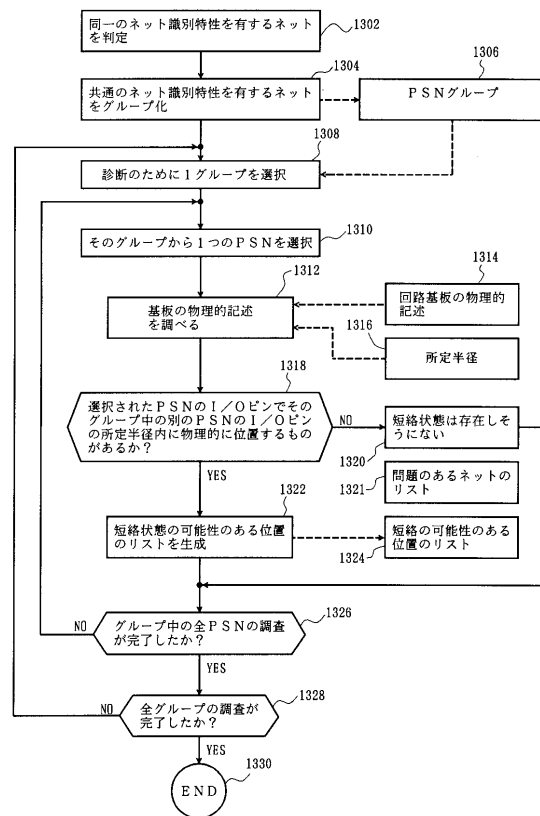 同一のネット識別特性を有するネット
を判定
1302
共通のネット識別特性を有するネット
をグループ化
1304
1306
PSNグループ
1308
診断のために1グループを選択
1310
そのグループから1つのPSNを選択
1312
基板の物理的記述
を調べる
1314
回路基板の物理的
記述
1316
所定半径
1318
選択されたPSNのI/Oピンでその
グループ中の別のPSNのI/Oピン
の所定半径内に物理的に位置するもの
があるか?
NO
短絡状態は存在しそ
うにない
1320
問題のあるネットの
リスト
1321
YES
1322
短絡状態の可能性のある位置
のリストを生成
短絡の可能性のある
位置のリスト
1324
1326
グループ中の全PSNの調査
が完了したか?
NO
YES
1328
全グループの調査が
完了したか?
NO
YES
1330
END